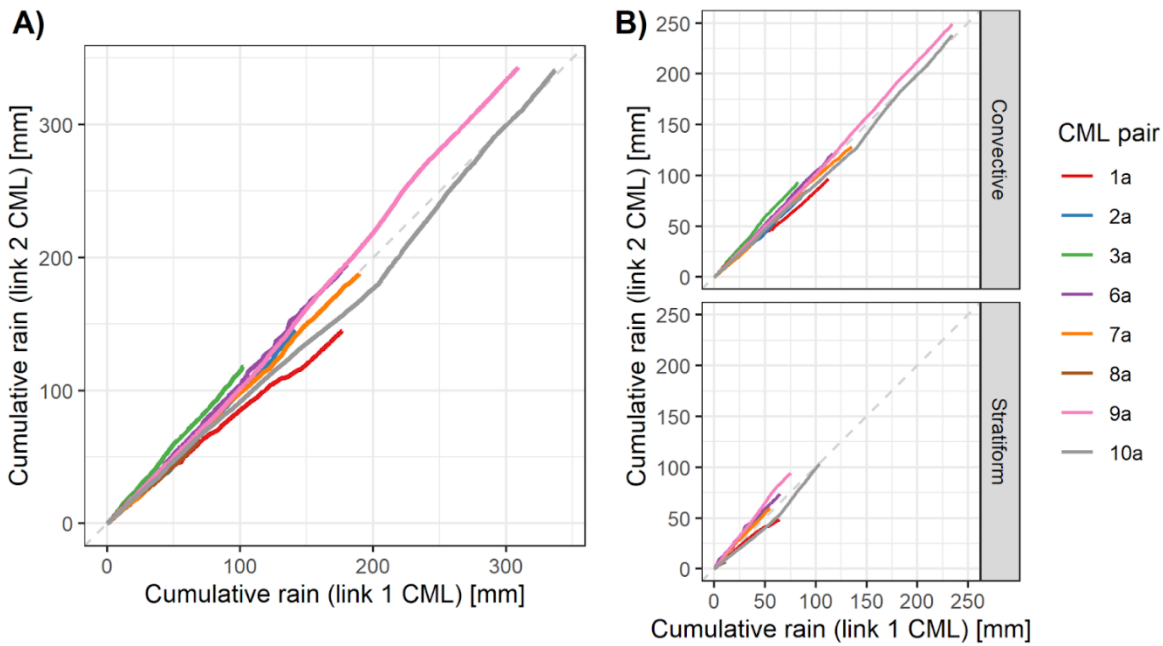 A)
Cumulative rain (link 2 CML) [mm]
300
200
100
0
0 100 200 300
Cumulative rain (link 1 CML) [mm]
B)
Cumulative rain (link 2 CML) [mm]
250
200
150
100
50
0
Convective
250
200
150
100
50
0
Stratiform
0 50 100 150 200 250
Cumulative rain (link 1 CML) [mm]
CML pair
1a
2a
3a
6a
7a
8a
9a
10a